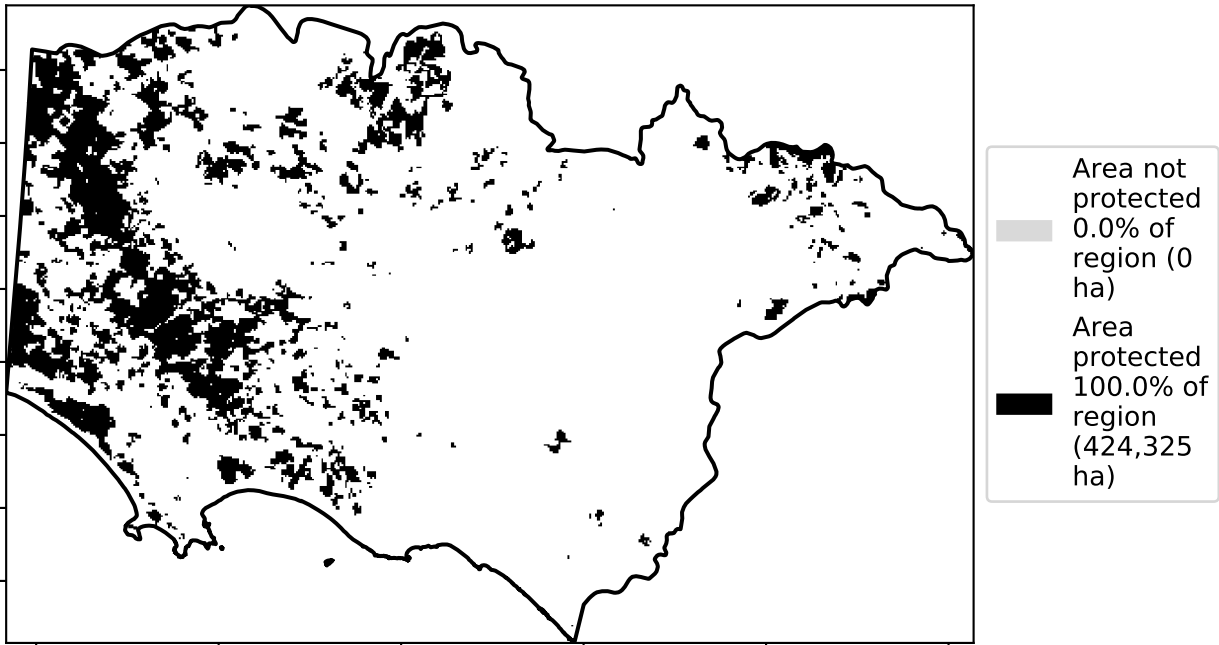 Area not
protected
0.0% of
region (0
ha)
Area
protected
100.0% of
region
(424,325
ha)